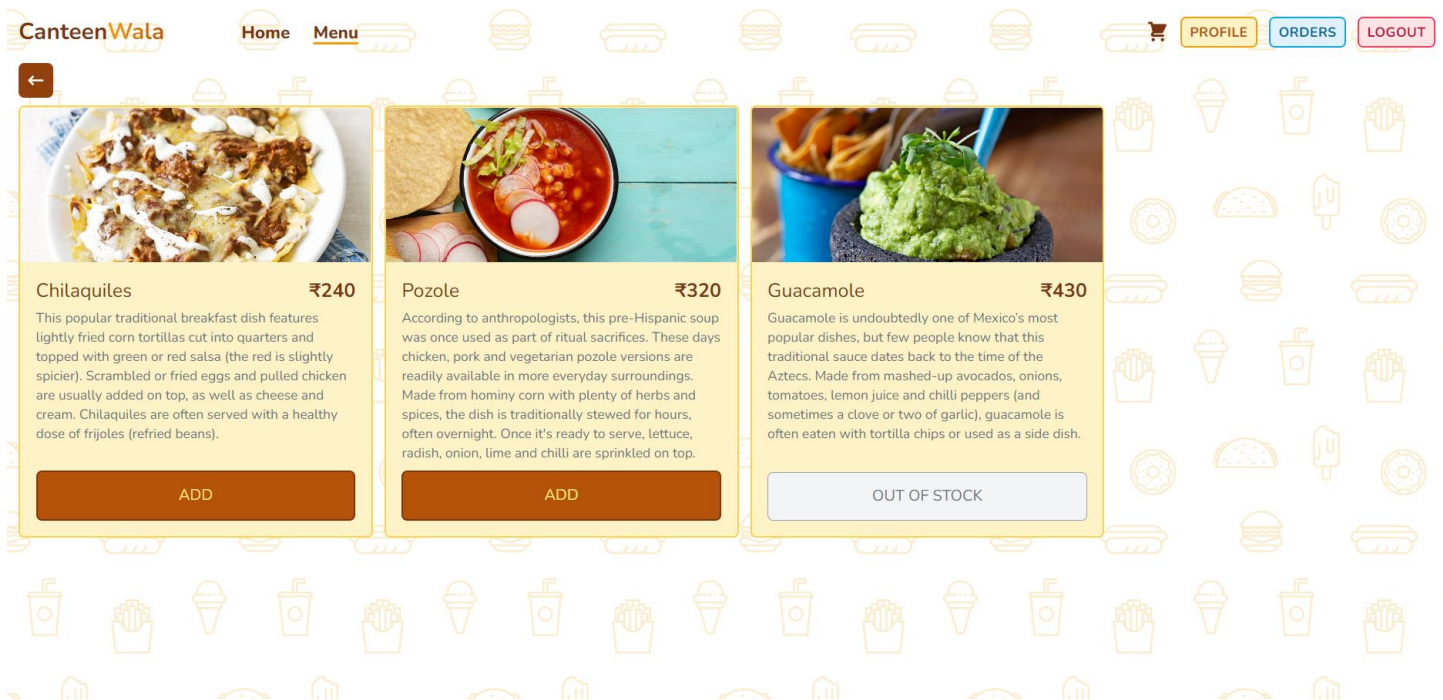 CanteenWala
Home
Menu
PROFILE
ORDERS
LOGOUT
Chilaquiles
₹240
This popular traditional breakfast dish features
lightly fried corn tortillas cut into quarters and
topped with green or red salsa (the red is slightly
spicier). Scrambled or fried eggs and pulled chicken
are usually added on top, as well as cheese and
cream. Chilaquiles are often served with a healthy
dose of frijoles (refried beans).
ADD
Pozole
₹320
According to anthropologists, this pre-Hispanic soup
was once used as part of ritual sacrifices. These days
chicken, pork and vegetarian pozole versions are
readily available in more everyday surroundings.
Made from hominy corn with plenty of herbs and
spices, the dish is traditionally stewed for hours,
often overnight. Once it's ready to serve, lettuce,
radish, onion, lime and chilli are sprinkled on top.
ADD
Guacamole
₹430
Guacamole is undoubtedly one of Mexico’s most
popular dishes, but few people know that this
traditional sauce dates back to the time of the
Aztecs. Made from mashed-up avocados, onions,
tomatoes, lemon juice and chilli peppers (and
sometimes a clove or two of garlic), guacamole is
often eaten with tortilla chips or used as a side dish.
OUT OF STOCK